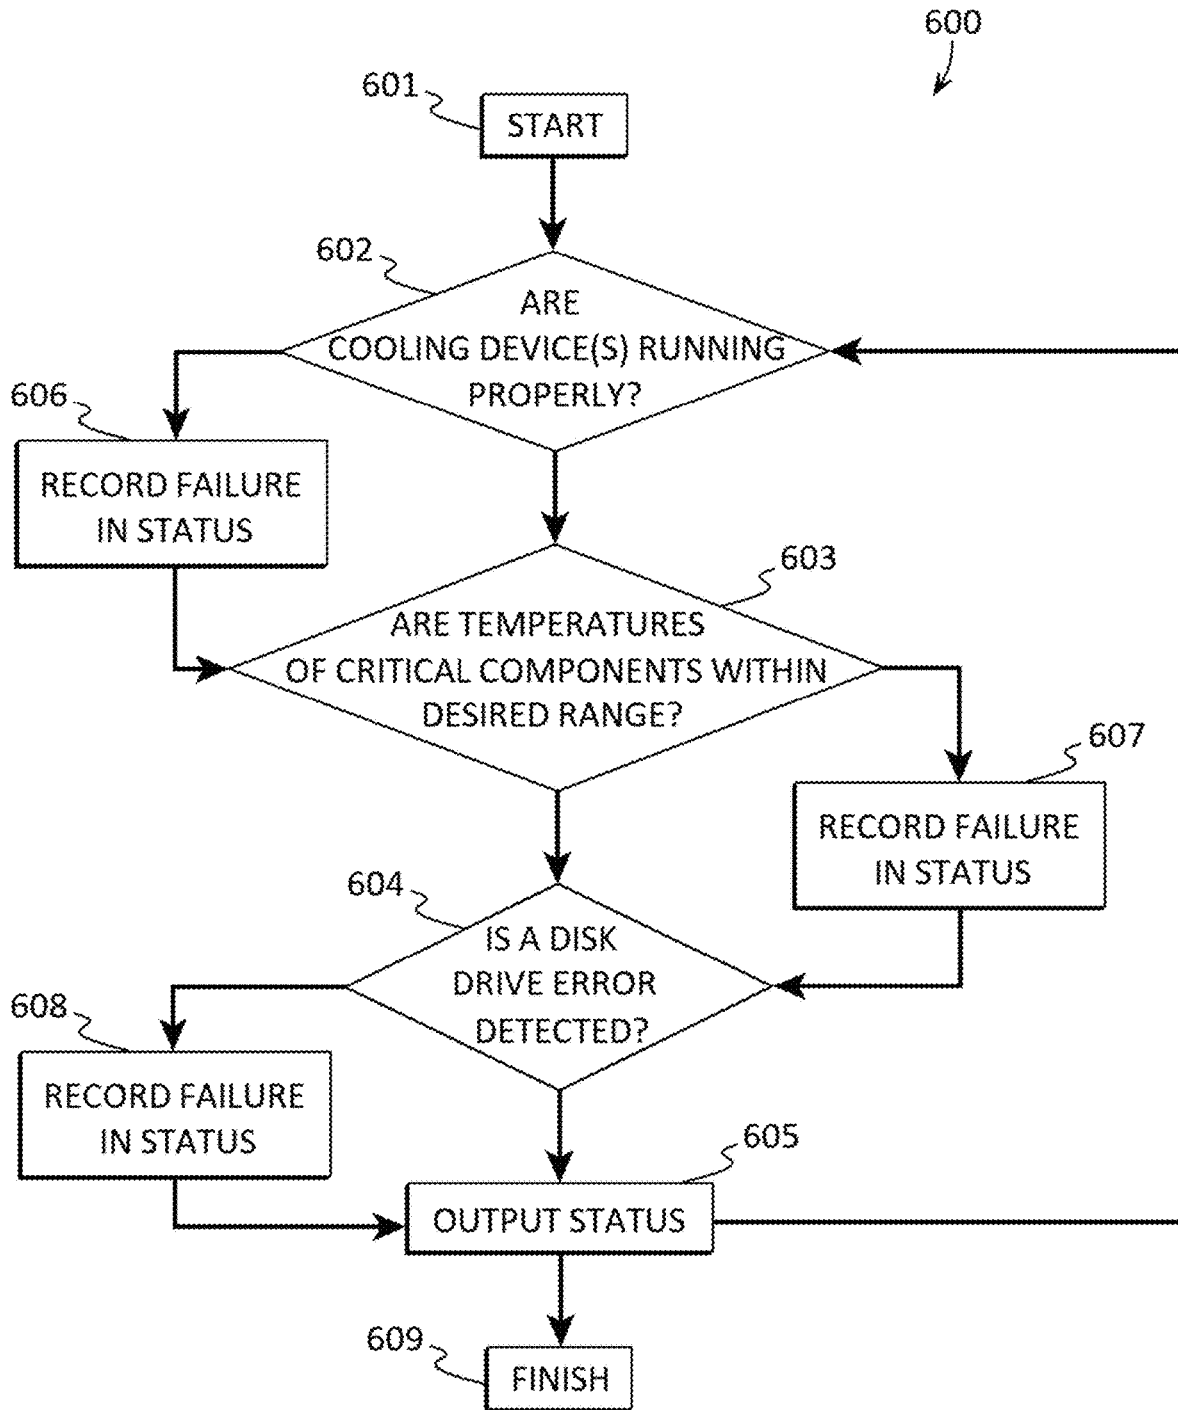 600
601
START
602
ARE
COOLING DEVICE(S) RUNNING
PROPERLY?
606
RECORD FAILURE
IN STATUS
603
ARE TEMPERATURES
OF CRITICAL COMPONENTS WITHIN
DESIRED RANGE?
607
RECORD FAILURE
IN STATUS
604
IS A DISK
DRIVE ERROR
DETECTED?
608
RECORD FAILURE
IN STATUS
605
OUTPUT STATUS
609
FINISH